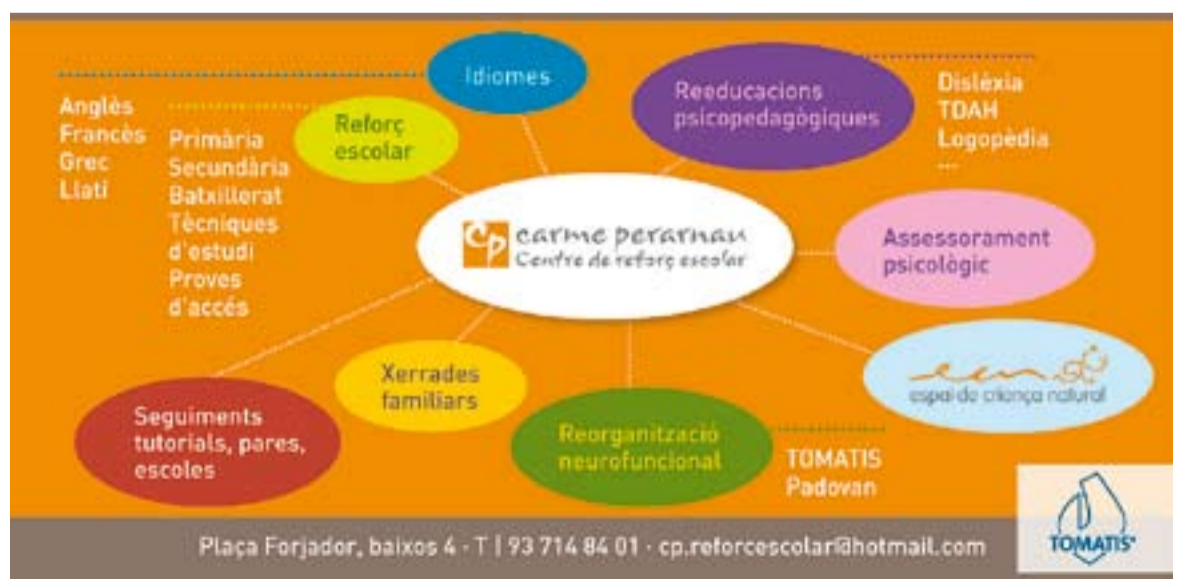 Idiomes
Anglès
Francès
Grec
Llatí
Reforç
escolar
Primària
Secundària
Batxillerat
Tècniques
d'estudi
Proves
d'accés
Reeducacions
psicopedagògiques
Dislèxia
TDAH
Logopèdia
...
cp carme perarnau
Centre de reforç escolar
Assessorament
psicològic
ecn
espai de criança natural
Xerrades
familiars
Seguiments
tutorials, pares,
escoles
Reorganització
neurofuncional
TOMATIS
Padovan
TOMATIS®
Plaça Forjador, baixos 4 - T | 93 714 84 01 · cp.reforcescolar@hotmail.com